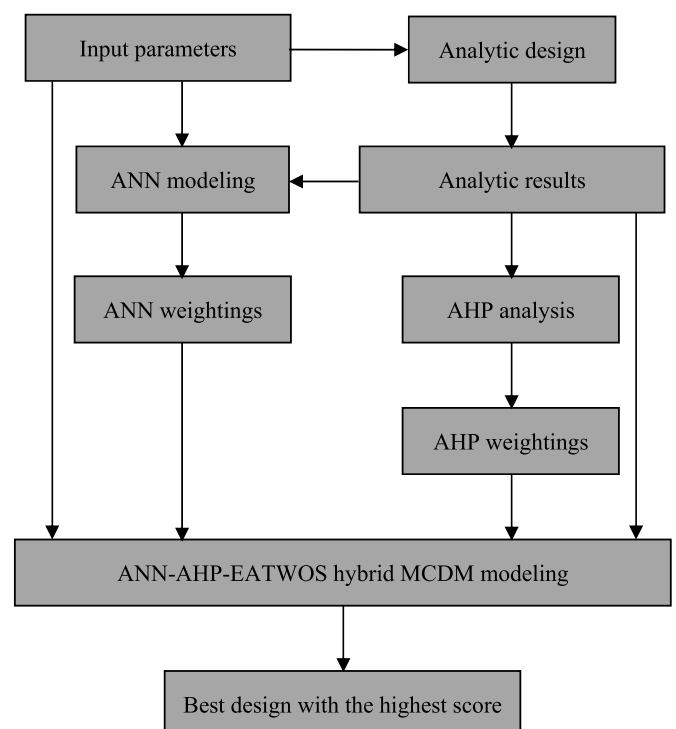 Input parameters
Analytic design
ANN modeling
Analytic results
ANN weightings
AHP analysis
AHP weightings
ANN-AHP-EATWOS hybrid MCDM modeling
Best design with the highest score